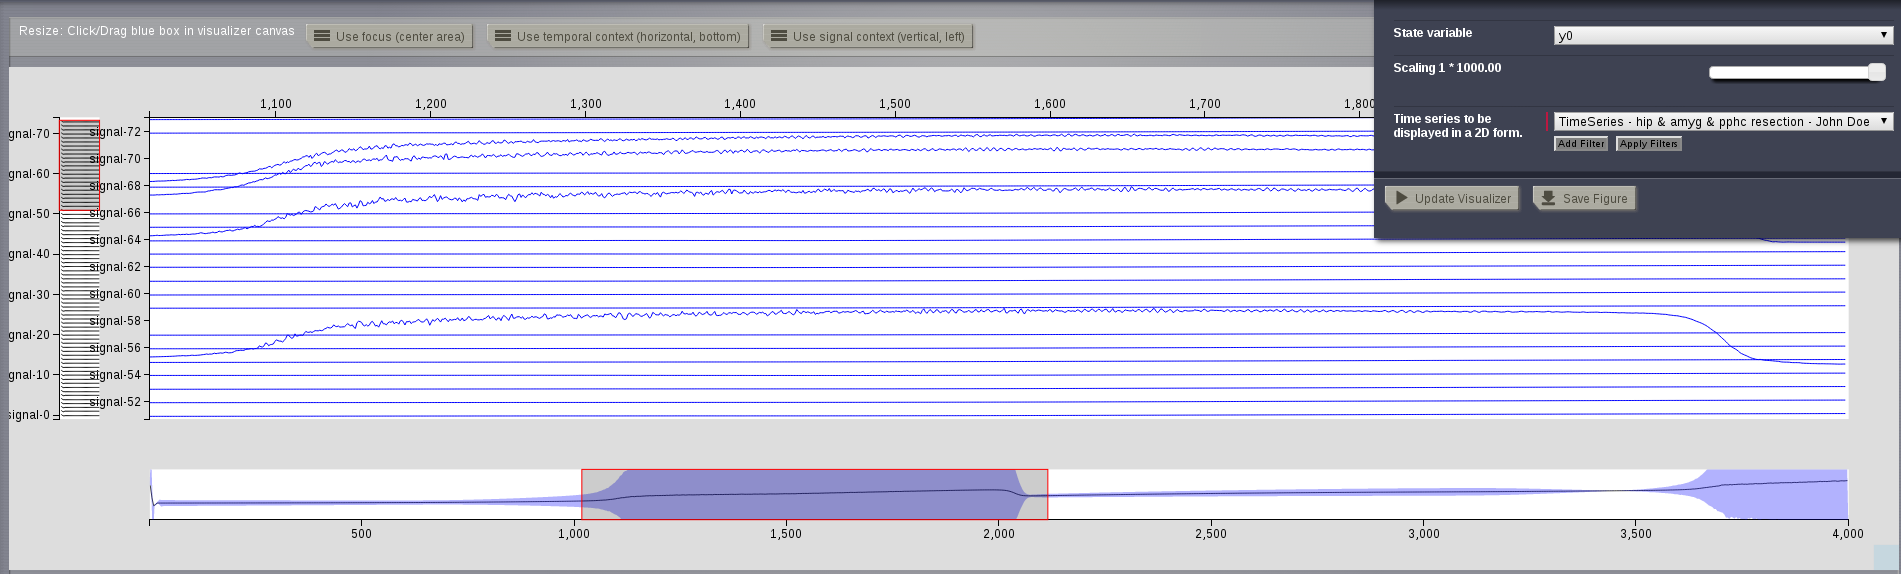 Resize: Click/Drag blue box in visualizer canvas
Use focus (center area)
Use temporal context (horizontal, bottom)
Use signal context (vertical, left)
State variable
y0
Scaling 1 * 1000.00
Time series to be
displayed in a 2D form.
TimeSeries - hip & amyg & pphc resection - John Doe
Add Filter
Apply Filters
Update Visualizer
Save Figure
1,100
1,200
1,300
1,400
1,500
1,600
1,700
1,800
gnal-70
gnal-60
gnal-50
gnal-40
gnal-30
gnal-20
gnal-10
signal-0
signal-72
signal-70
signal-68
signal-66
signal-64
signal-62
signal-60
signal-58
signal-56
signal-54
signal-52
500
1,000
1,500
2,000
2,500
3,000
3,500
4,000